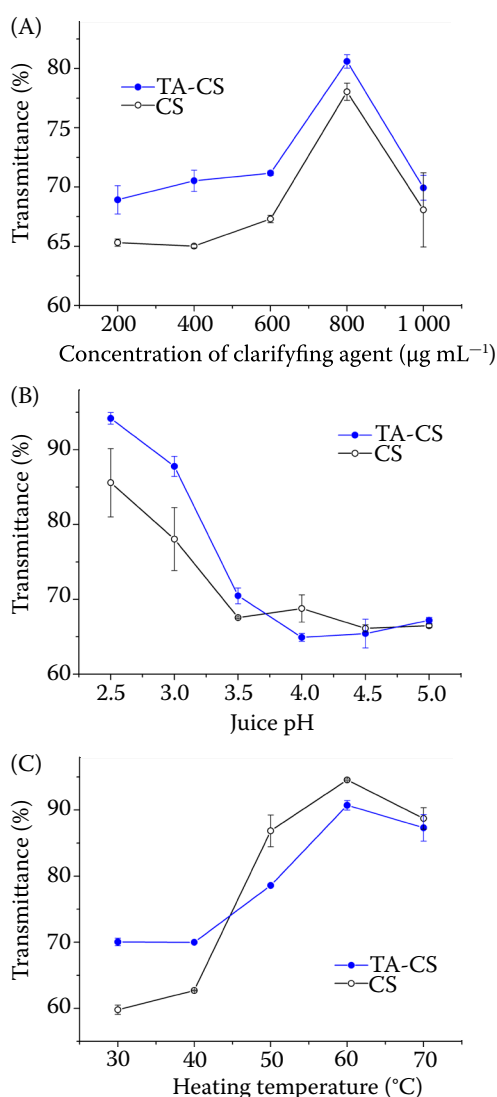 (A)
Transmittance (%)
80
75
70
65
60
TA-CS
CS
200 400 600 800 1 000
Concentration of clarifyfing agent (µg mL⁻¹)
(B)
Transmittance (%)
90
80
70
60
TA-CS
CS
2.5 3.0 3.5 4.0 4.5 5.0
Juice pH
(C)
Transmittance (%)
90
80
70
60
TA-CS
CS
30 40 50 60 70
Heating temperature (°C)